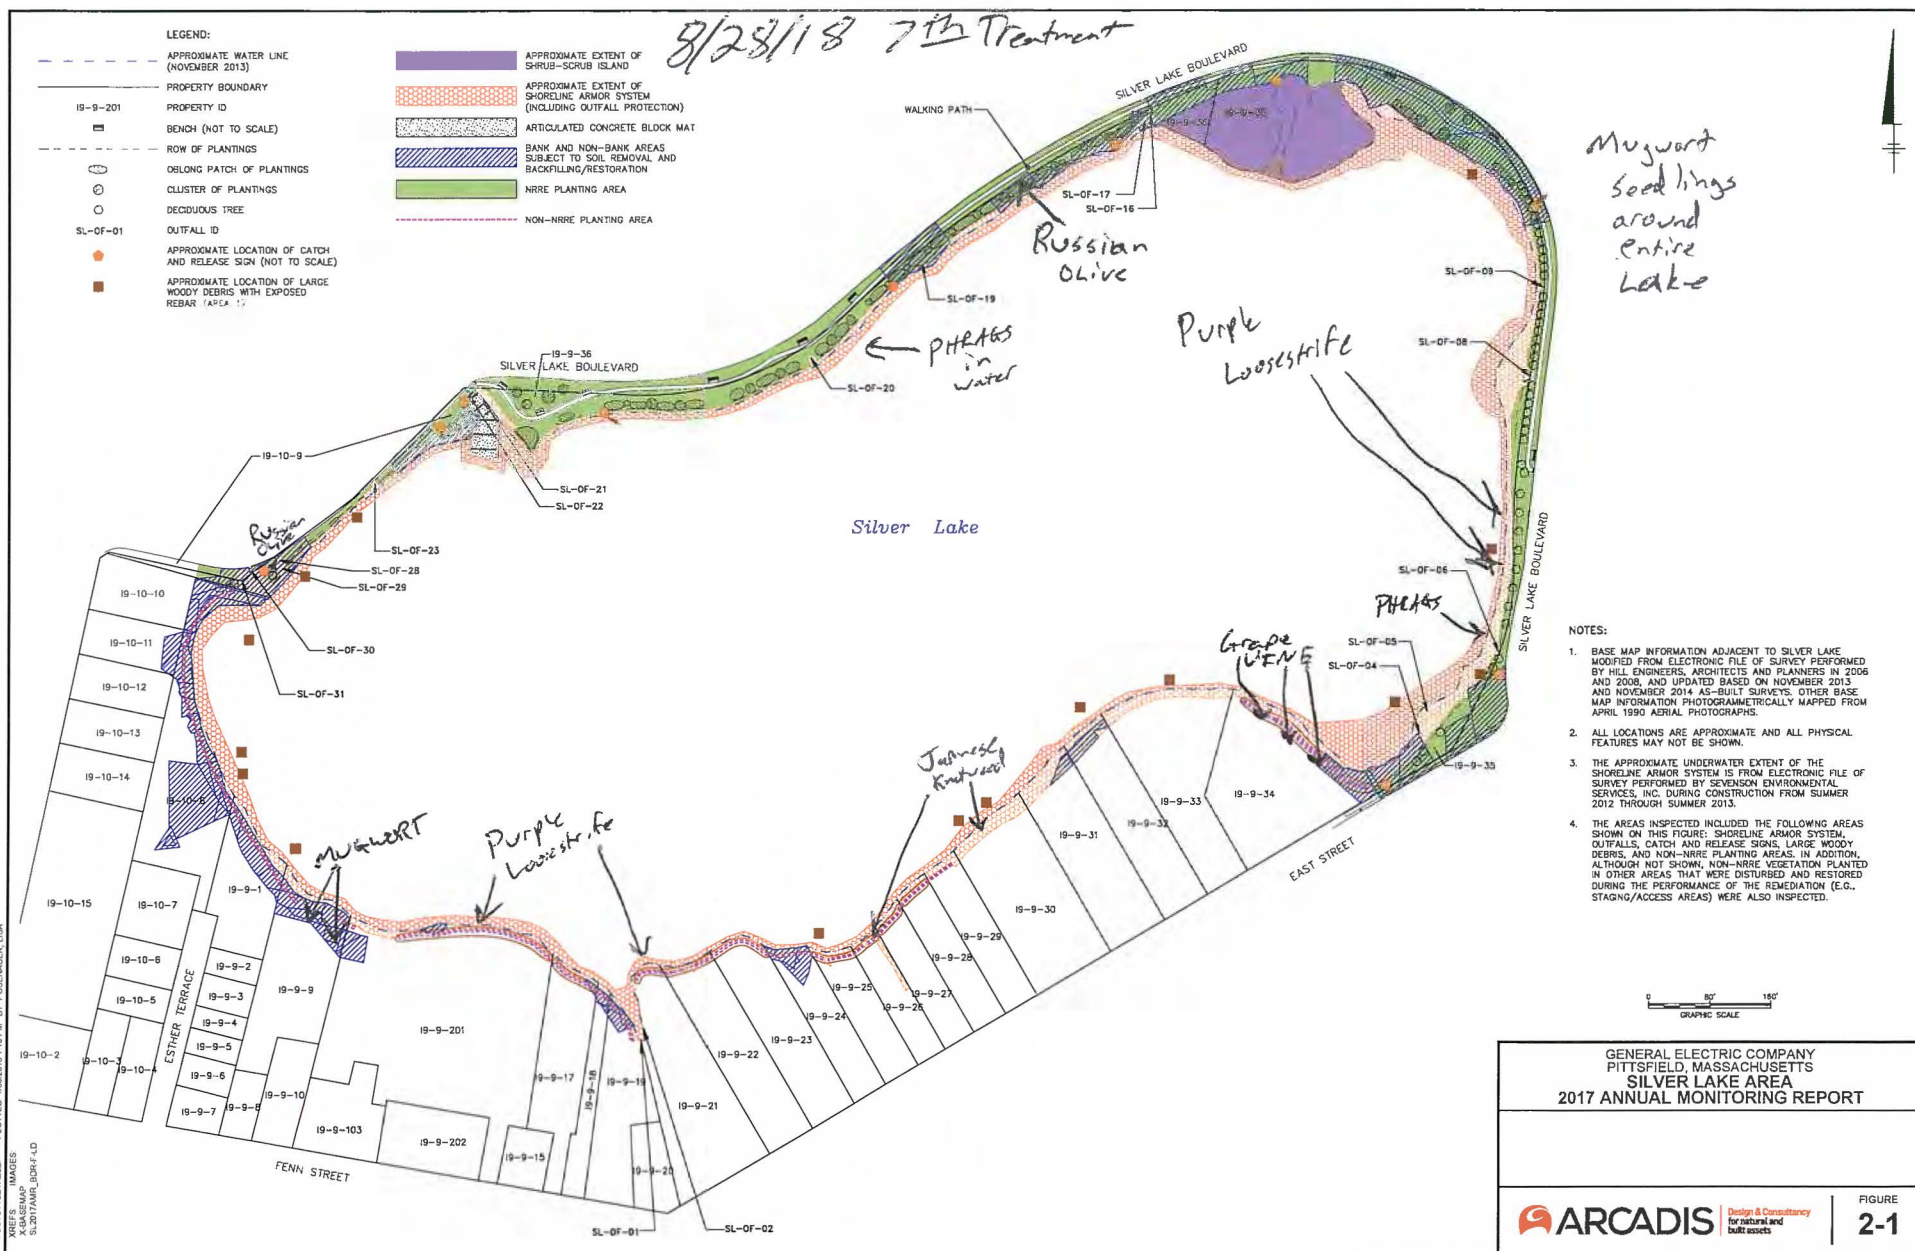 8/28/18 7th Treatment
LEGEND:
APPROXIMATE WATER LINE
(NOVEMBER 2013)
PROPERTY BOUNDARY
19-9-201 PROPERTY ID
BENCH (NOT TO SCALE)
ROW OF PLANTINGS
OBLONG PATCH OF PLANTINGS
CLUSTER OF PLANTINGS
DECIDUOUS TREE
SL-OF-01 OUTFALL ID
APPROXIMATE LOCATION OF CATCH
AND RELEASE SIGN (NOT TO SCALE)
APPROXIMATE LOCATION OF LARGE
WOODY DEBRIS WITH EXPOSED
REBAR
APPROXIMATE EXTENT OF
SHRUB-SCRUB ISLAND
APPROXIMATE EXTENT OF
SHORELINE ARMOR SYSTEM
(INCLUDING OUTFALL PROTECTION)
ARTICULATED CONCRETE BLOCK MAT
BANK AND NON-BANK AREAS
SUBJECT TO SOIL REMOVAL AND
BACKFILLING/RESTORATION
NRRE PLANTING AREA
NON-NRRE PLANTING AREA
SILVER LAKE BOULEVARD
WALKING PATH
19-9-36
19-9-35
SL-OF-17
SL-OF-16
Mugwort
Seedlings
around
entire
Lake
Russian
Olive
SL-OF-19
SL-OF-09
PHRAGS
in
water
Purple
Loosestrife
SL-OF-08
19-9-36
SILVER LAKE BOULEVARD
SL-OF-20
19-10-9
SL-OF-21
SL-OF-22
Silver Lake
Russian
Olive
SL-OF-23
SL-OF-28
SL-OF-29
SL-OF-30
SL-OF-31
SILVER LAKE BOULEVARD
SL-OF-06
PHRAGS
Grape
VINE
SL-OF-05
SL-OF-04
19-9-35
19-10-10
19-10-11
19-10-12
19-10-13
19-10-14
19-10-8
19-10-15
MUGWORT
Purple
Loosestrife
Japanese
Knotweed
19-9-34
19-9-33
19-9-32
19-9-31
19-9-30
19-9-29
19-9-28
19-9-27
19-9-26
19-9-25
19-9-24
19-9-23
19-9-22
19-9-21
EAST STREET
19-9-1
19-10-7
19-10-6
19-10-5
19-10-4
19-10-3
19-10-2
ESTHER TERRACE
19-9-2
19-9-3
19-9-4
19-9-5
19-9-6
19-9-7
19-9-8
19-9-9
19-9-10
19-9-103
19-9-201
19-9-202
19-9-15
19-9-17
19-9-18
19-9-19
19-9-20
FENN STREET
SL-OF-01
SL-OF-02
NOTES:
1. BASE MAP INFORMATION ADJACENT TO SILVER LAKE
MODIFIED FROM ELECTRONIC FILE OF SURVEY PERFORMED
BY HILL ENGINEERS, ARCHITECTS AND PLANNERS IN 2006
AND 2008, AND UPDATED BASED ON NOVEMBER 2013
AND NOVEMBER 2014 AS-BUILT SURVEYS. OTHER BASE
MAP INFORMATION PHOTOGRAMMETRICALLY MAPPED FROM
APRIL 1990 AERIAL PHOTOGRAPHS.
2. ALL LOCATIONS ARE APPROXIMATE AND ALL PHYSICAL
FEATURES MAY NOT BE SHOWN.
3. THE APPROXIMATE UNDERWATER EXTENT OF THE
SHORELINE ARMOR SYSTEM IS FROM ELECTRONIC FILE OF
SURVEY PERFORMED BY SEVENSON ENVIRONMENTAL
SERVICES, INC. DURING CONSTRUCTION FROM SUMMER
2012 THROUGH SUMMER 2013.
4. THE AREAS INSPECTED INCLUDED THE FOLLOWING AREAS
SHOWN ON THIS FIGURE: SHORELINE ARMOR SYSTEM,
OUTFALLS, CATCH AND RELEASE SIGNS, LARGE WOODY
DEBRIS, AND NON-NRRE PLANTING AREAS. IN ADDITION,
ALTHOUGH NOT SHOWN, NON-NRRE VEGETATION PLANTED
IN OTHER AREAS THAT WERE DISTURBED AND RESTORED
DURING THE PERFORMANCE OF THE REMEDIATION (E.G.,
STAGING/ACCESS AREAS) WERE ALSO INSPECTED.
0 80' 160'
GRAPHIC SCALE
GENERAL ELECTRIC COMPANY
PITTSFIELD, MASSACHUSETTS
SILVER LAKE AREA
2017 ANNUAL MONITORING REPORT
ARCADIS
Design & Consultancy
for natural and
built assets
FIGURE
2-1
XREFS: IMAGES:
X-BASEMAP
SL2017AMR_BDR-F-LD